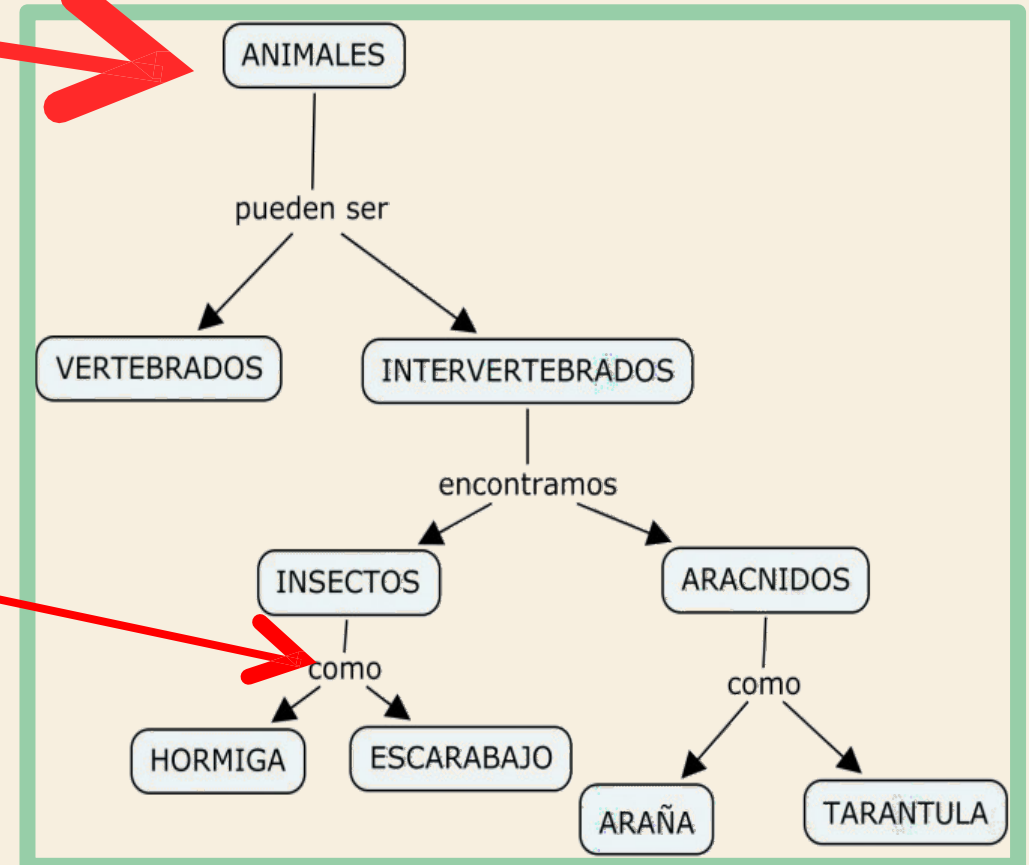 ANIMALES
pueden ser
VERTEBRADOS
INTERVERTEBRADOS
encontramos
INSECTOS
ARACNIDOS
como
como
HORMIGA
ESCARABAJO
ARAÑA
TARANTULA